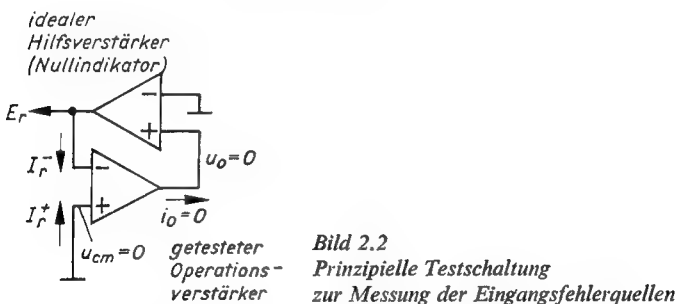 idealer
Hilfsverstärker
(Nullindikator)
E_r
−
+
I_r^-
−
u_o=0
I_r^+
+
i_o=0
u_cm=0
getesteter
Operations-
verstärker
Bild 2.2
Prinzipielle Testschaltung
zur Messung der Eingangsfehlerquellen